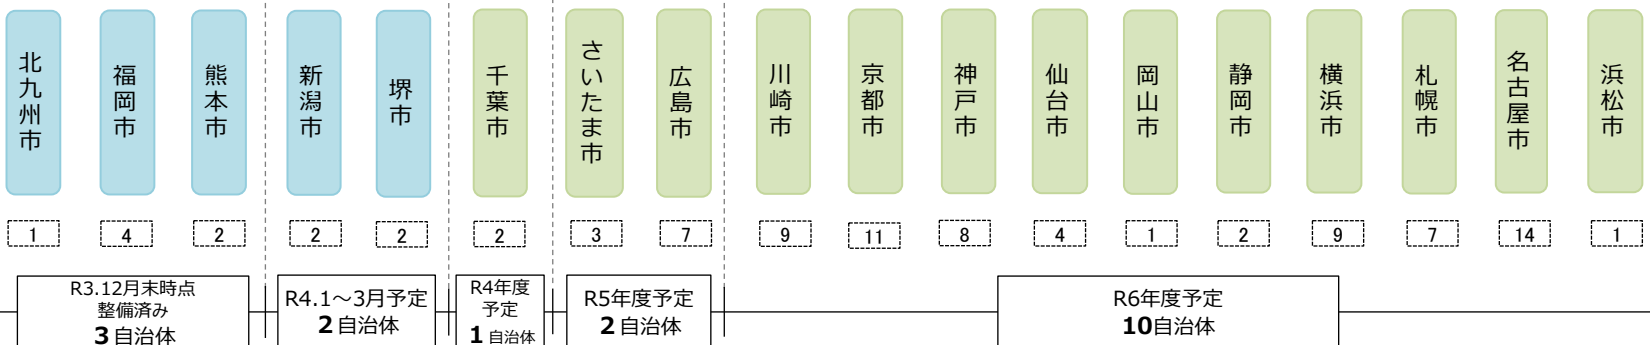 北九州市
福岡市
熊本市
新潟市
堺市
千葉市
さいたま市
広島市
川崎市
京都市
神戸市
仙台市
岡山市
静岡市
横浜市
札幌市
名古屋市
浜松市
1
4
2
2
2
2
3
7
9
11
8
4
1
2
9
7
14
1
R3.12月末時点
整備済み
3自治体
R4.1～3月予定
2自治体
R4年度
予定
1自治体
R5年度予定
2自治体
R6年度予定
10自治体